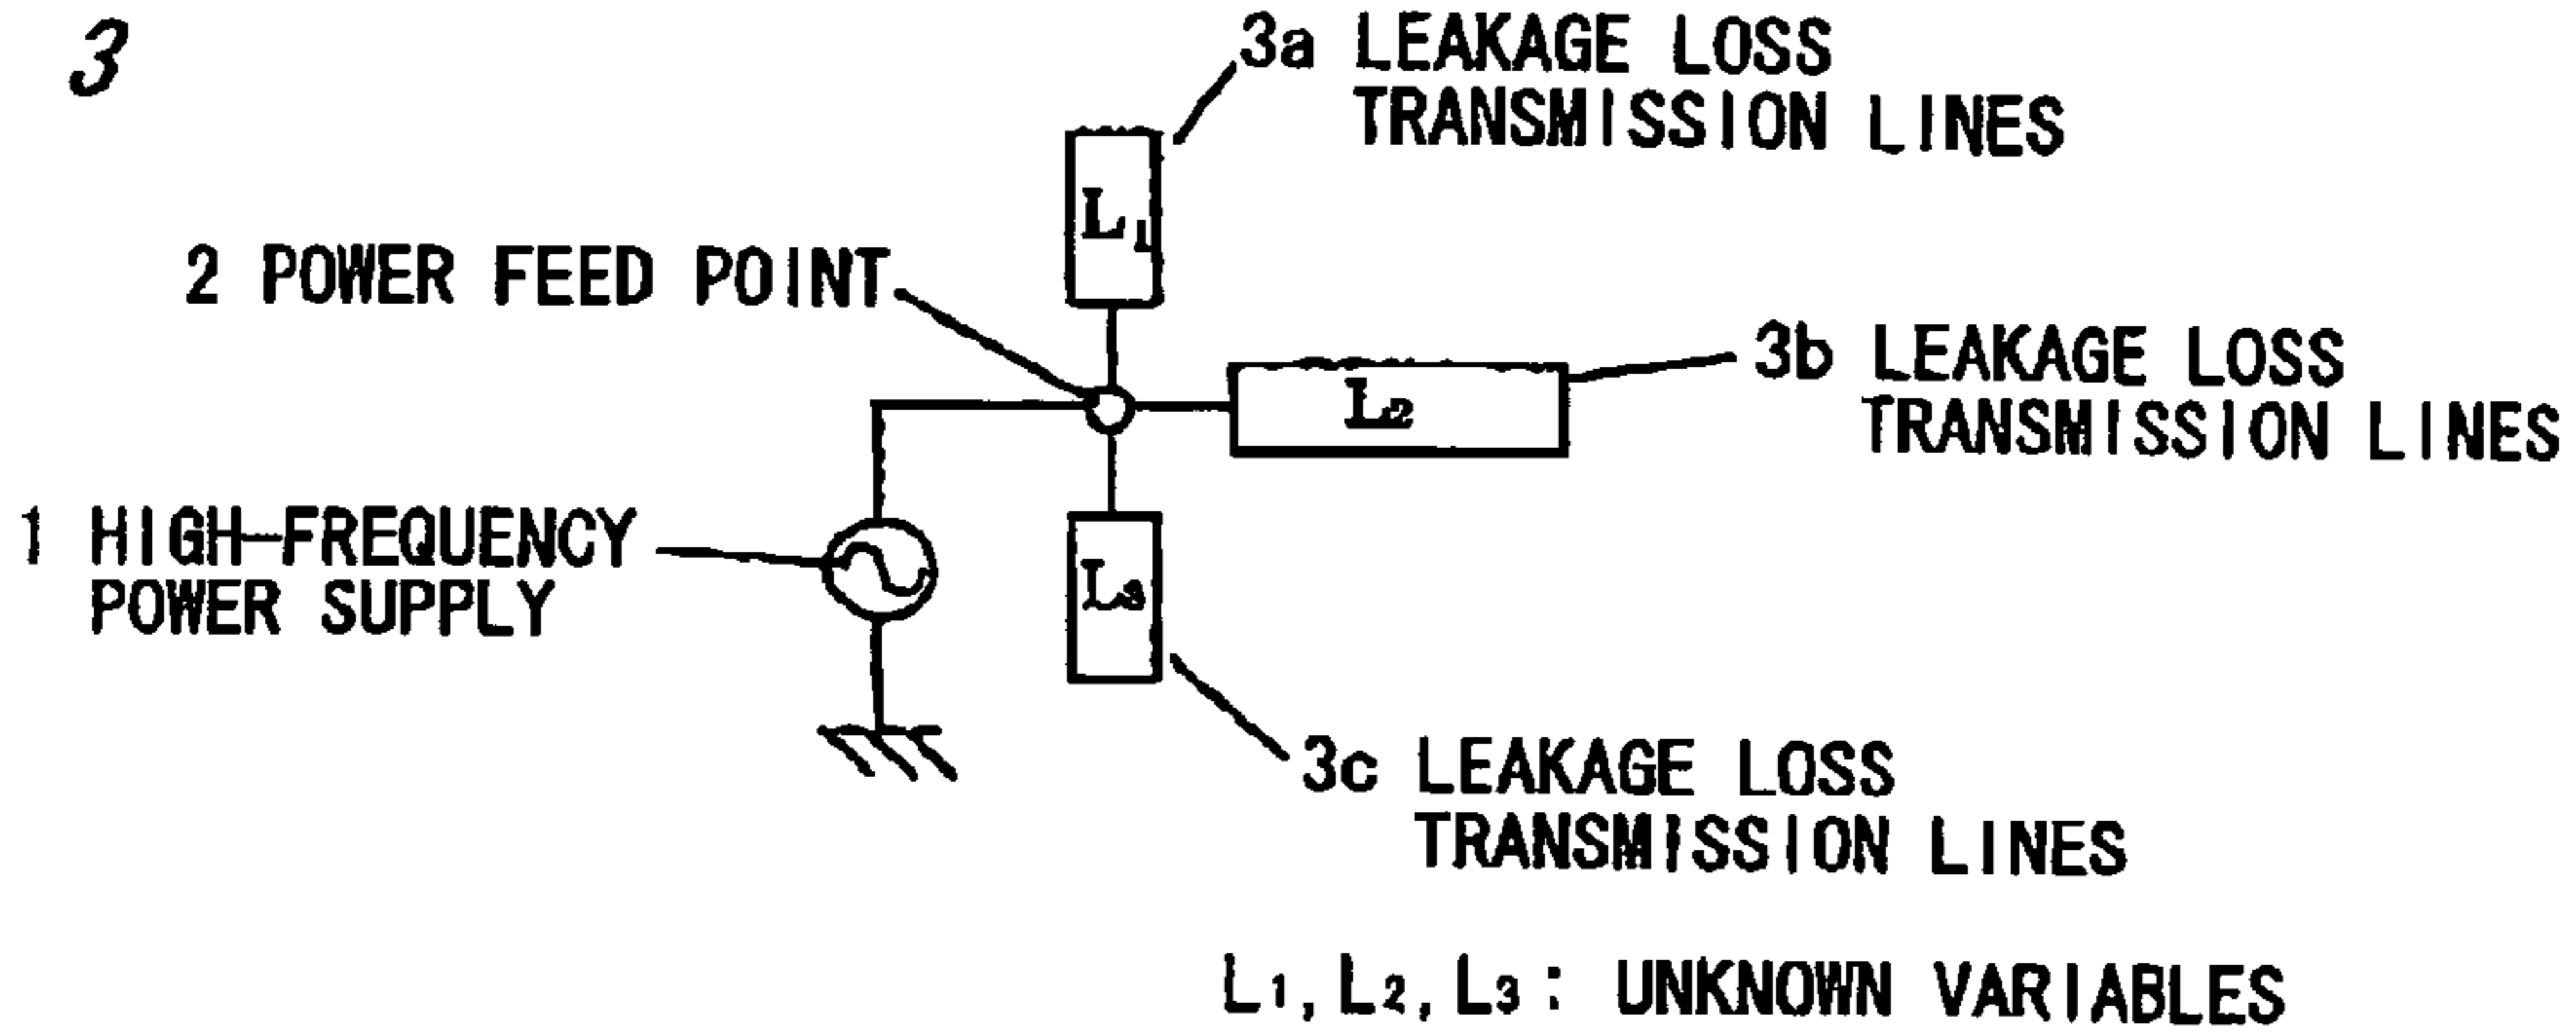 3
3a LEAKAGE LOSS
TRANSMISSION LINES
L1
2 POWER FEED POINT
3b LEAKAGE LOSS
TRANSMISSION LINES
L2
1 HIGH-FREQUENCY
POWER SUPPLY
L3
3c LEAKAGE LOSS
TRANSMISSION LINES
L1, L2, L3: UNKNOWN VARIABLES